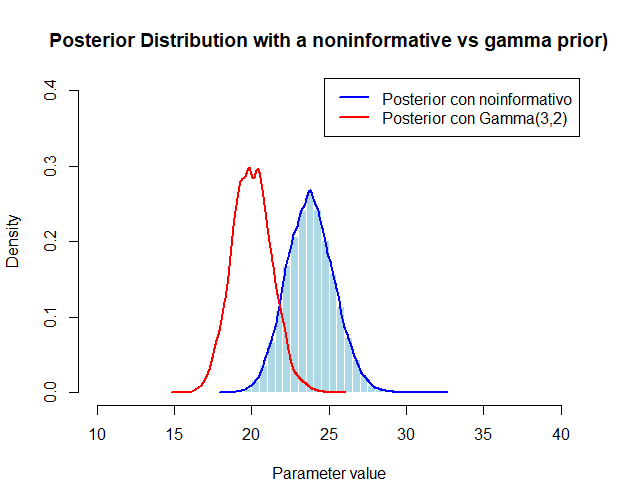 Posterior Distribution with a noninformative vs gamma prior)
Posterior con noinformativo
Posterior con Gamma(3,2)
Density
0.4
0.3
0.2
0.1
0.0
10 15 20 25 30 35 40
Parameter value